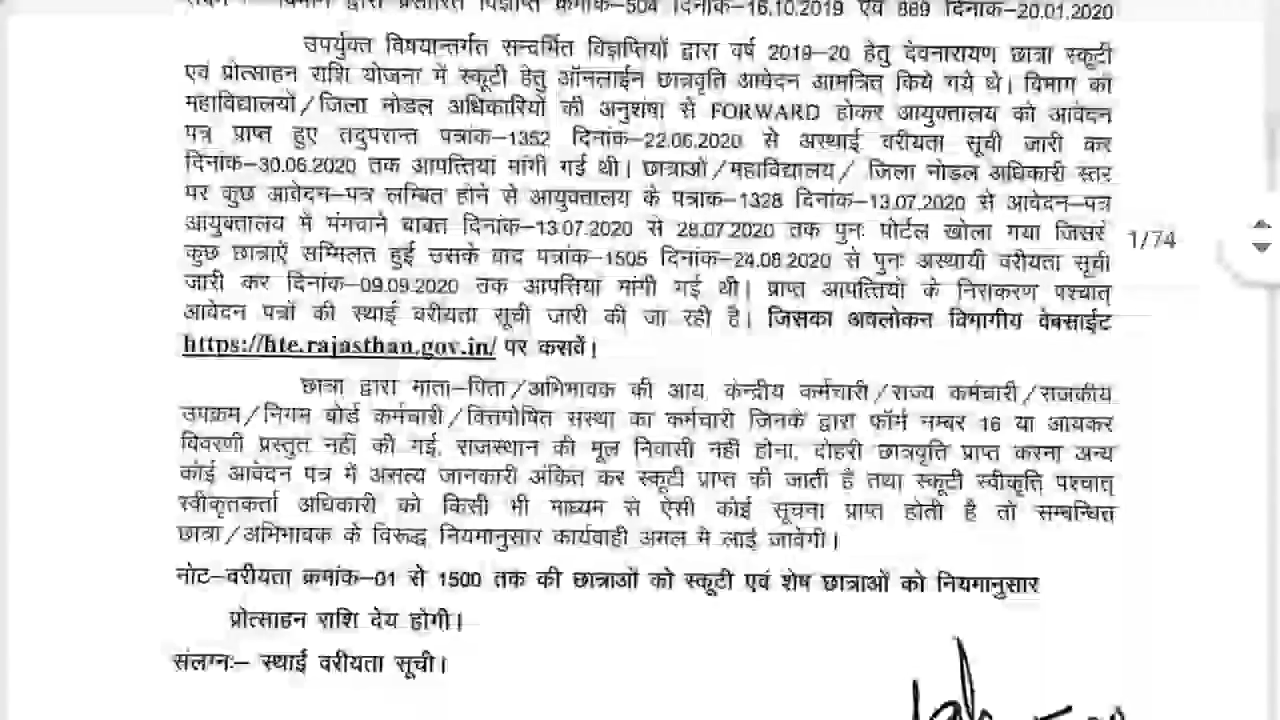 विभाग द्वारा प्रसारित विज्ञप्ति क्रमांक–504 दिनांक–16.10.2019 एवं 889 दिनांक–20.01.2020
उपर्युक्त विषयान्तर्गत सन्दर्भित विज्ञप्तियों द्वारा वर्ष 2019–20 हेतु देवनारायण छात्रा स्कूटी
एवं प्रोत्साहन राशि योजना में स्कूटी हेतु ऑनलाईन छात्रवृति आवेदन आमंत्रित किये गये थे। विभाग को
महाविद्यालयों/जिला नोडल अधिकारियों की अनुशंषा से FORWARD होकर आयुक्तालय को आवेदन
पत्र प्राप्त हुए तदुपरान्त पत्रांक–1352 दिनांक–22.06.2020 से अस्थाई वरीयता सूची जारी कर
दिनांक–30.06.2020 तक आपत्तियां मांगी गई थी। छात्राओं/महाविद्यालय/ जिला नोडल अधिकारी स्तर
पर कुछ आवेदन–पत्र लम्बित होने से आयुक्तालय के पत्रांक–1328 दिनांक–13.07.2020 से आवेदन–पत्र
आयुक्तालय में मंगवाने बाबत दिनांक–13.07.2020 से 28.07.2020 तक पुनः पोर्टल खोला गया जिसमें
कुछ छात्राऐं सम्मिलत हुई उसके बाद पत्रांक–1505 दिनांक–24.08.2020 से पुनः अस्थायी वरीयता सूची
जारी कर दिनांक–09.09.2020 तक आपत्तिया मांगी गई थी। प्राप्त आपत्तियों के निराकरण पश्चात्
आवेदन पत्रों की स्थाई वरीयता सूची जारी की जा रही है। जिसका अवलोकन विभागीय वेबसाईट
https://hte.rajasthan.gov.in/ पर करावें।
छात्रा द्वारा माता–पिता/अभिभावक की आय, केन्द्रीय कर्मचारी/राज्य कर्मचारी/राजकीय
उपक्रम/निगम बोर्ड कर्मचारी/वित्तपोषित संस्था का कर्मचारी जिनके द्वारा फॉर्म नम्बर 16 या आयकर
विवरणी प्रस्तुत नहीं की गई, राजस्थान की मूल निवासी नहीं होना, दोहरी छात्रवृति प्राप्त करना अन्य
कोई आवेदन पत्र में असत्य जानकारी अंकित कर स्कूटी प्राप्त की जाती है तथा स्कूटी स्वीकृति पश्चात्
स्वीकृतकर्ता अधिकारी को किसी भी माध्यम से ऐसी कोई सूचना प्राप्त होती है तो सम्बन्धित
छात्रा/अभिभावक के विरूद्ध नियमानुसार कार्यवाही अमल मे लाई जावेगी।
नोट–वरीयता क्रमांक–01 से 1500 तक की छात्राओं को स्कूटी एवं शेष छात्राओं को नियमानुसार
प्रोत्साहन राशि देय होगी।
संलग्नः– स्थाई वरीयता सूची।
1/74